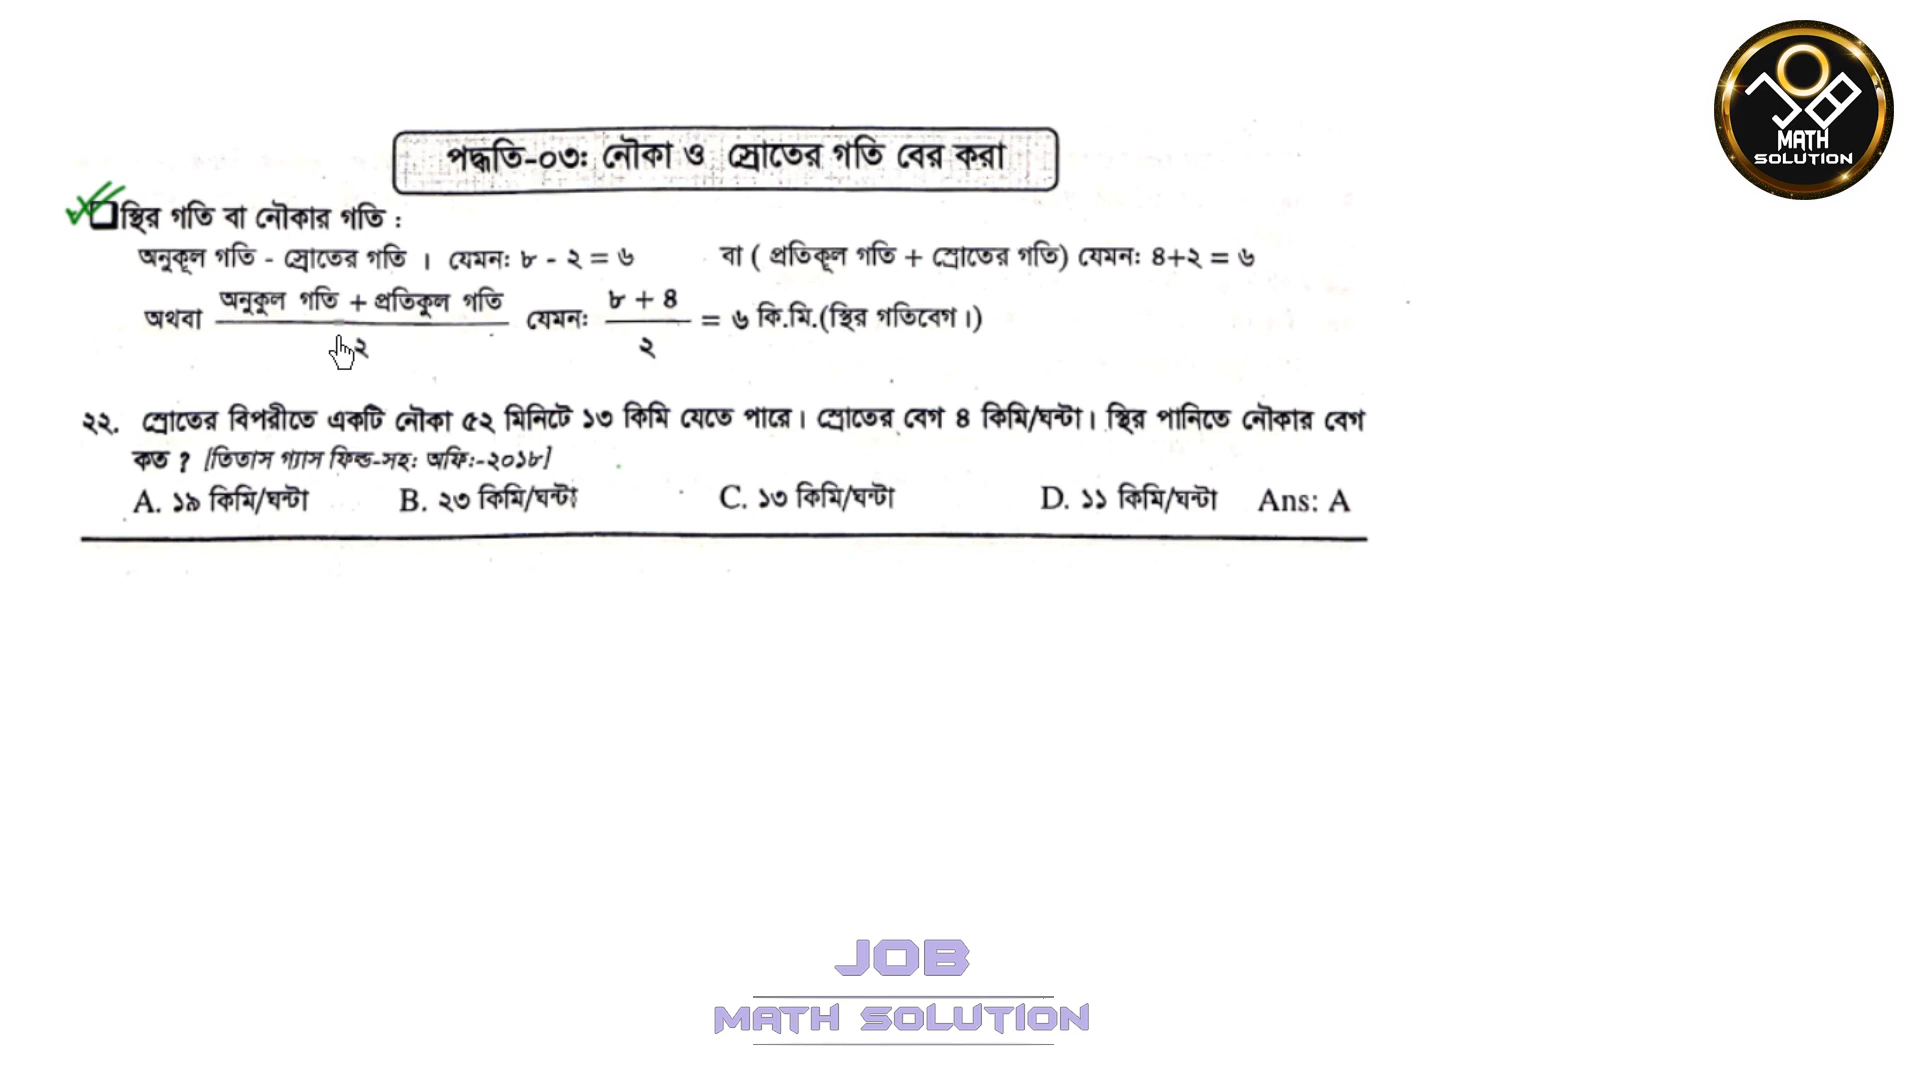 JOB
MATH
SOLUTION
পদ্ধতি-০৩: নৌকা ও স্রোতের গতি বের করা
স্থির গতি বা নৌকার গতি :
অনুকূল গতি - স্রোতের গতি । যেমন: ৮ - ২ = ৬ বা ( প্রতিকূল গতি + স্রোতের গতি) যেমন: ৪+২ = ৬
অথবা অনুকুল গতি + প্রতিকুল গতি / ২ যেমন: ৮ + ৪ / ২ = ৬ কি.মি.(স্থির গতিবেগ।)
২২. স্রোতের বিপরীতে একটি নৌকা ৫২ মিনিটে ১৩ কিমি যেতে পারে। স্রোতের বেগ ৪ কিমি/ঘন্টা। স্থির পানিতে নৌকার বেগ
কত ? [তিতাস গ্যাস ফিল্ড-সহ: অফি:-২০১৮]
A. ১৯ কিমি/ঘন্টা B. ২৩ কিমি/ঘন্টা C. ১৩ কিমি/ঘন্টা D. ১১ কিমি/ঘন্টা Ans: A
JOB
MATH SOLUTION